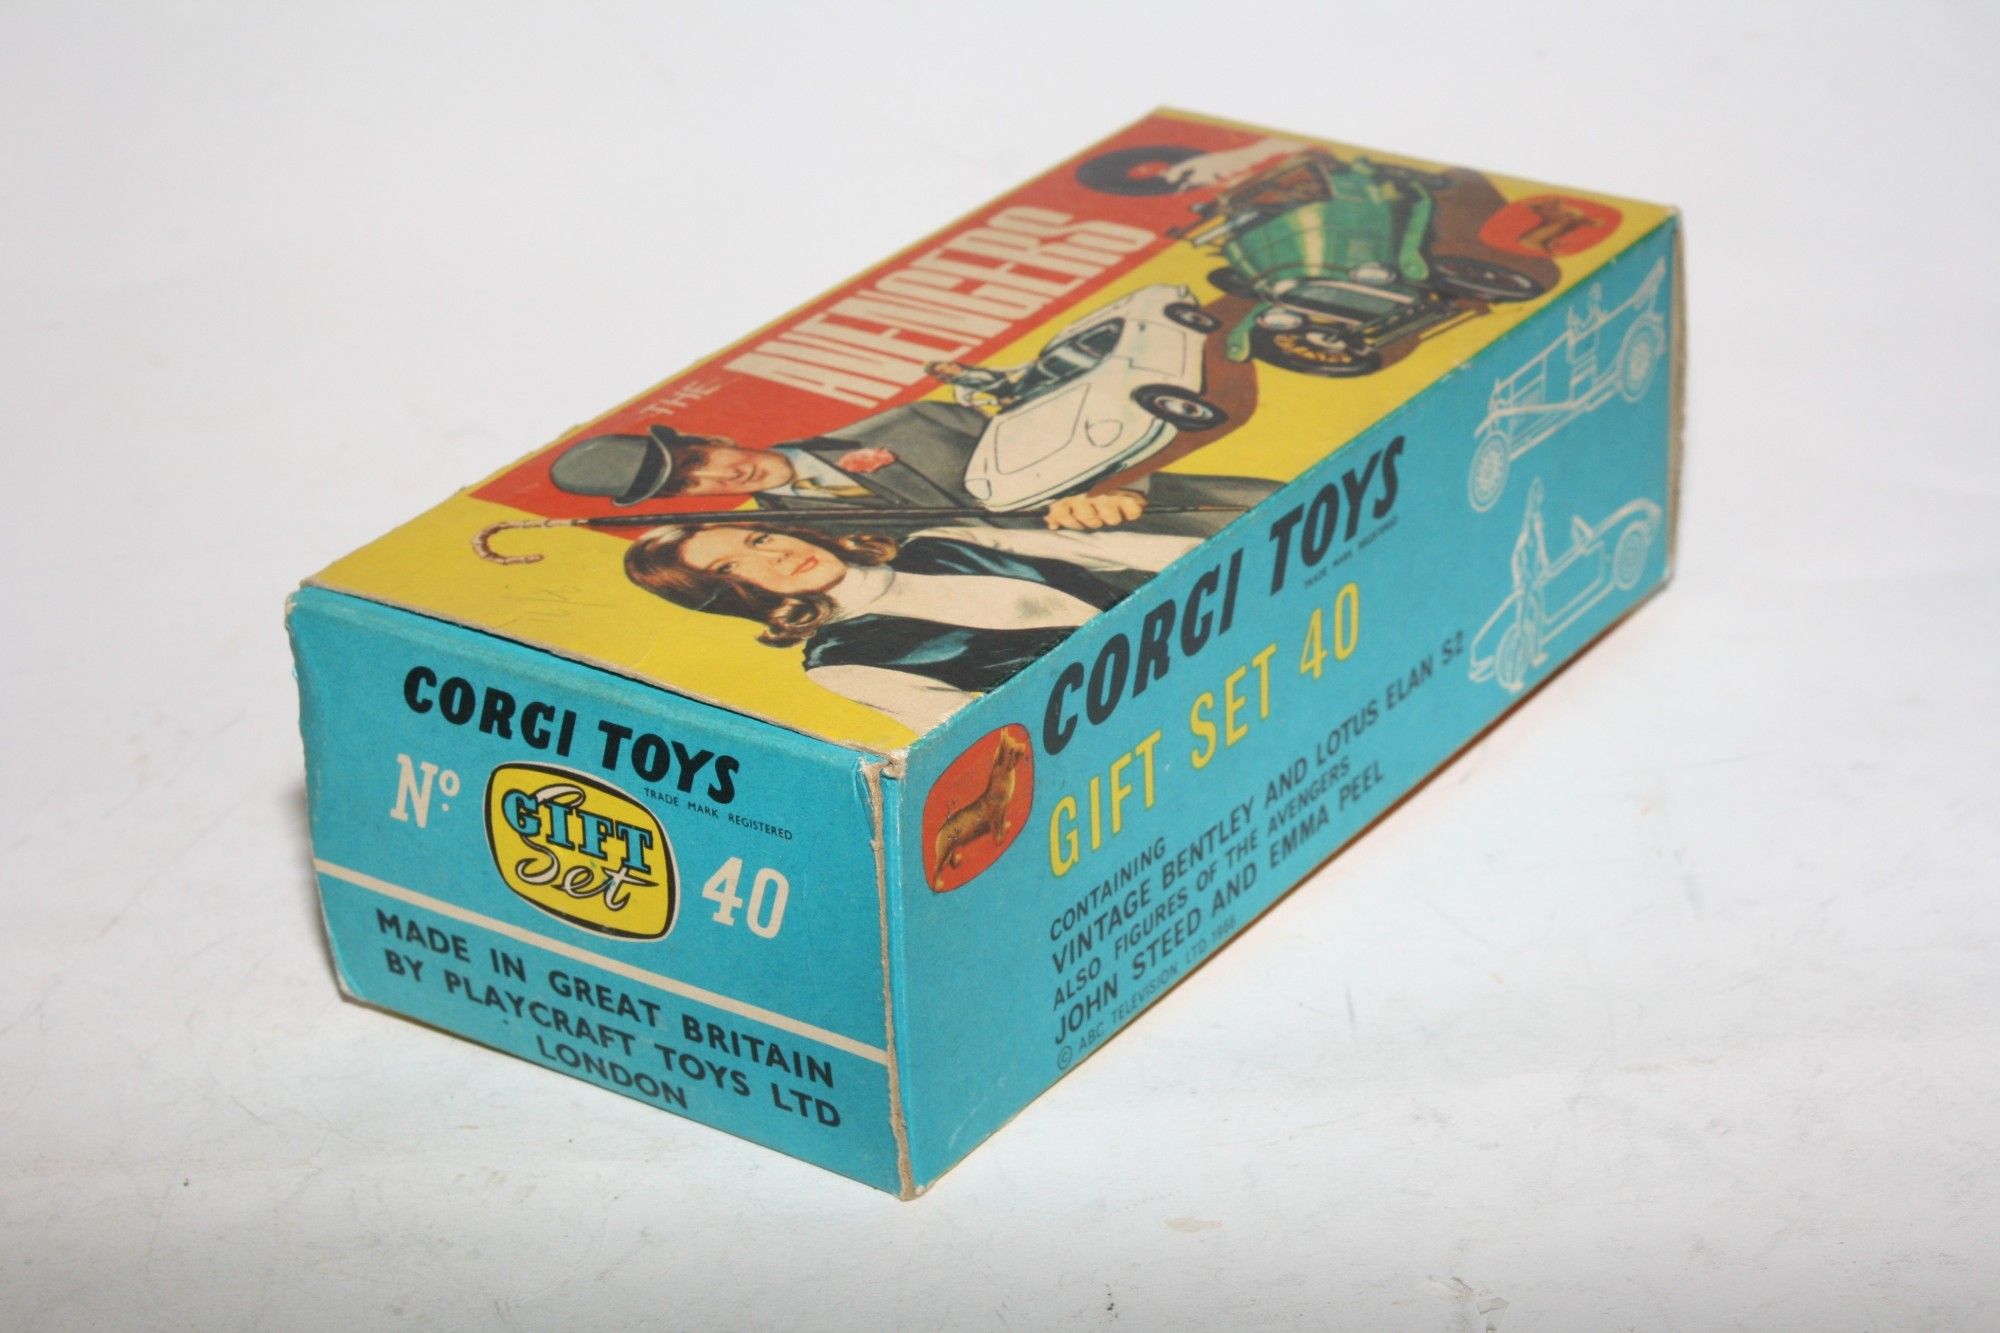 THE
AVENGERS
CORGI TOYS
TRADE MARK REGISTERED
Nº GIFT Set 40
MADE IN GREAT BRITAIN
BY PLAYCRAFT TOYS LTD
LONDON
CORGI TOYS
TRADE MARK REGISTERED
GIFT SET 40
CONTAINING
VINTAGE BENTLEY AND LOTUS ELAN S2
ALSO FIGURES OF THE AVENGERS
JOHN STEED AND EMMA PEEL
© ABC TELEVISION LTD 1966